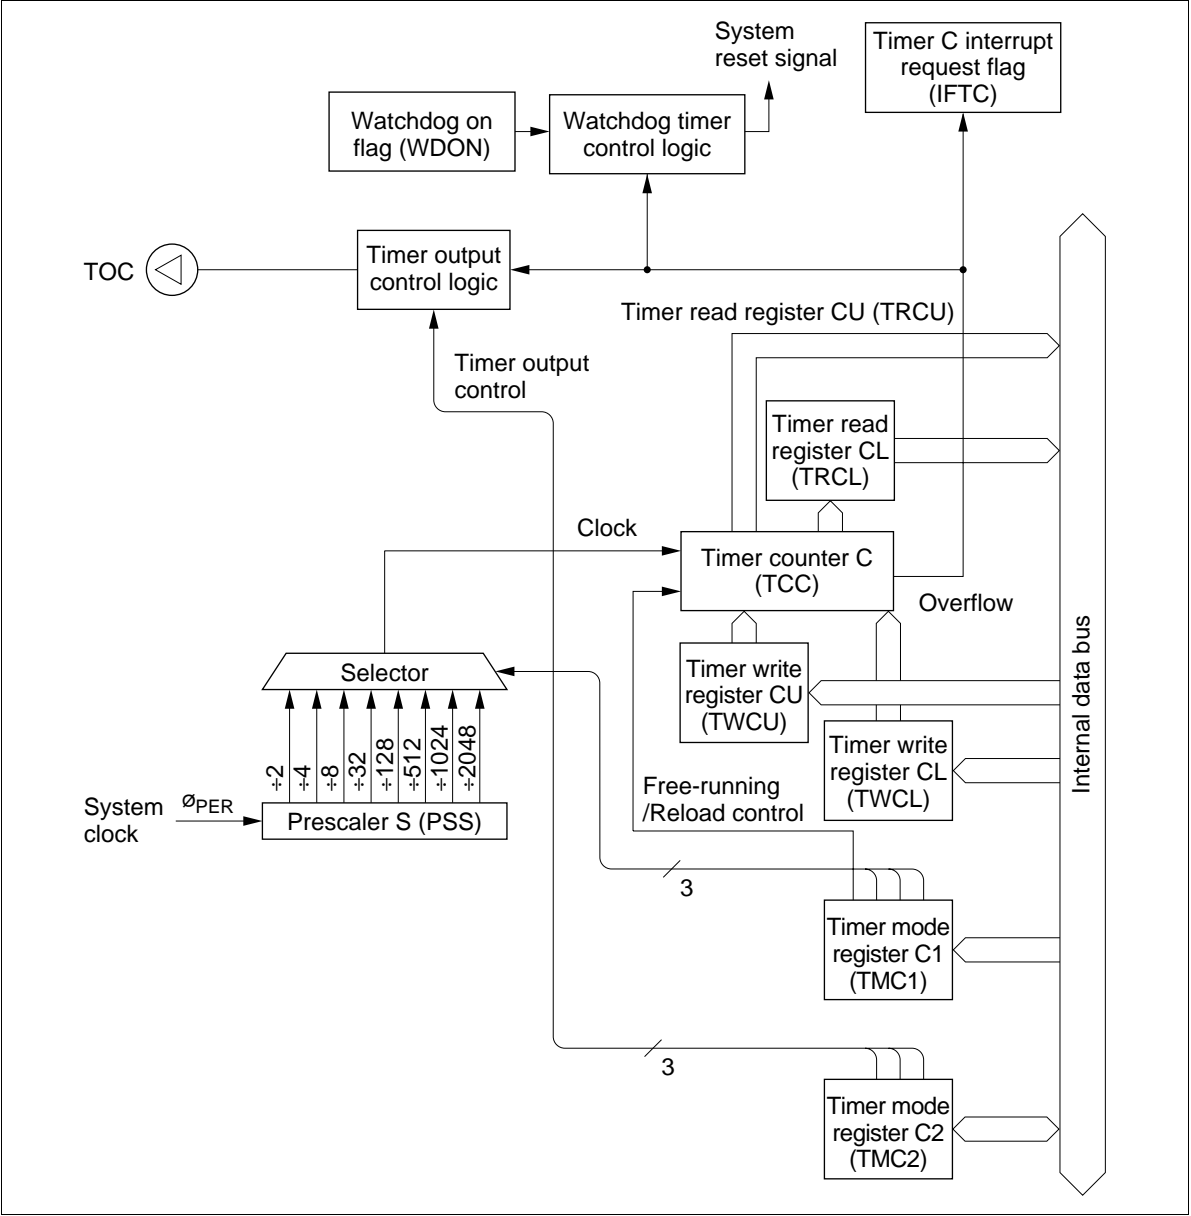 System
reset signal
Timer C interrupt
request flag
(IFTC)
Watchdog on
flag (WDON)
Watchdog timer
control logic
TOC
Timer output
control logic
Timer read register CU (TRCU)
Timer output
control
Timer read
register CL
(TRCL)
Clock
Timer counter C
(TCC)
Overflow
Internal data bus
Selector
Timer write
register CU
(TWCU)
Timer write
register CL
(TWCL)
÷2
÷4
÷8
÷32
÷128
÷512
÷1024
÷2048
System
clock
øPER
Prescaler S (PSS)
Free-running
/Reload control
3
Timer mode
register C1
(TMC1)
3
Timer mode
register C2
(TMC2)